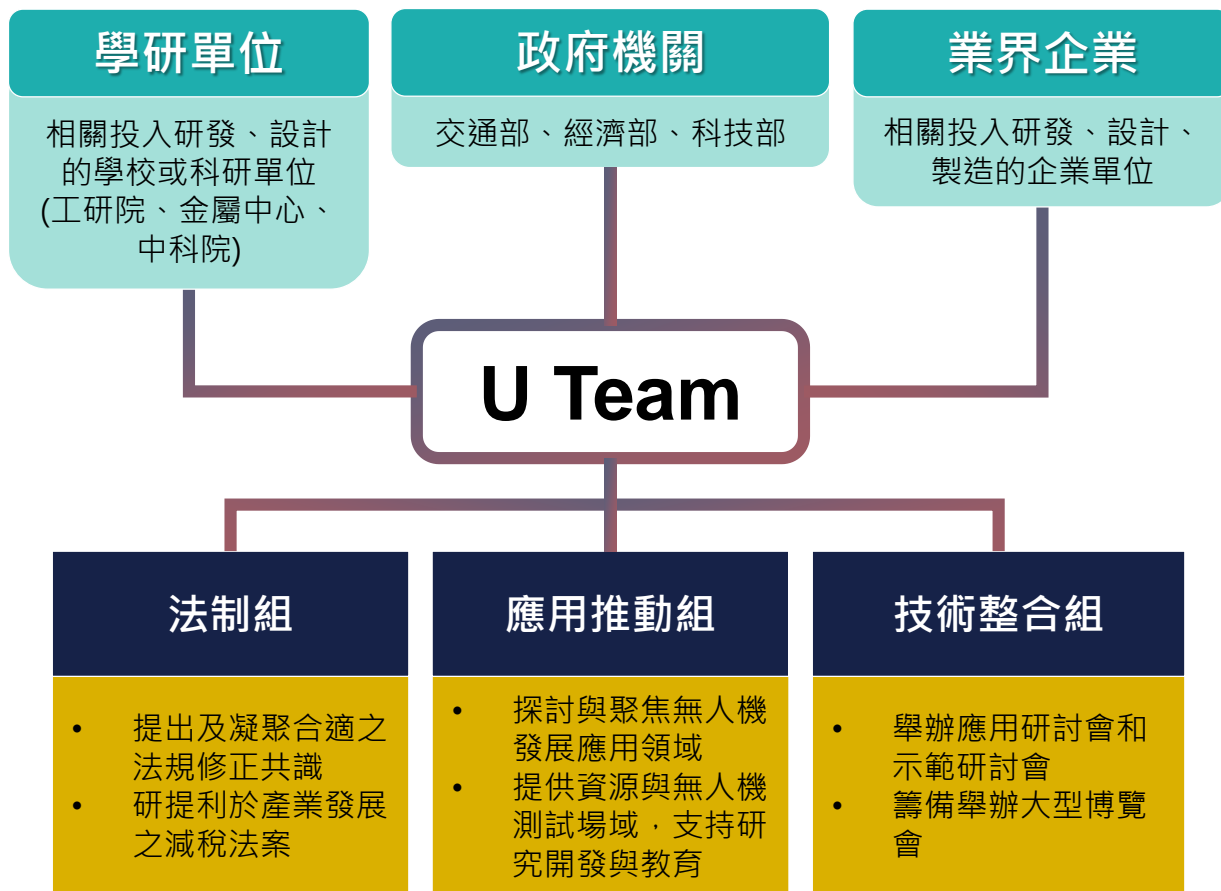 學研單位
相關投入研發、設計
的學校或科研單位
(工研院、金屬中心、
中科院)
政府機關
交通部、經濟部、科技部
業界企業
相關投入研發、設計、
製造的企業單位
U Team
法制組
• 提出及凝聚合適之
法規修正共識
• 研提利於產業發展
之減稅法案
應用推動組
• 探討與聚焦無人機
發展應用領域
• 提供資源與無人機
測試場域，支持研
究開發與教育
技術整合組
• 舉辦應用研討會和
示範研討會
• 籌備舉辦大型博覽
會